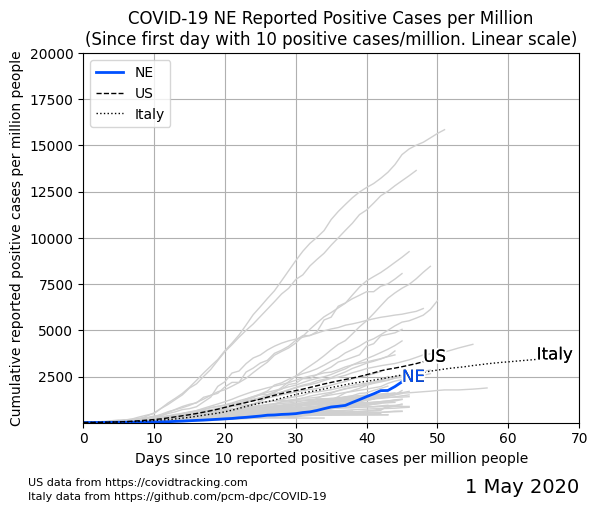 COVID-19 NE Reported Positive Cases per Million
(Since first day with 10 positive cases/million. Linear scale)
Cumulative reported positive cases per million people
20000
17500
15000
12500
10000
7500
5000
2500
NE
US
Italy
US
Italy
NE
0 10 20 30 40 50 60 70
Days since 10 reported positive cases per million people
US data from https://covidtracking.com
Italy data from https://github.com/pcm-dpc/COVID-19
1 May 2020